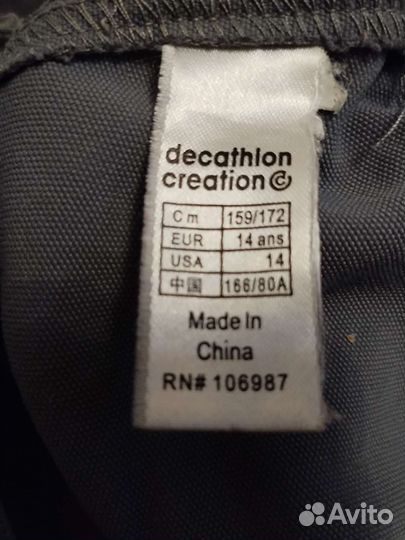 decathlon
creation
Cm 159/172
EUR 14 ans
USA 14
中国 166/80A
Made In
China
RN# 106987
Avito